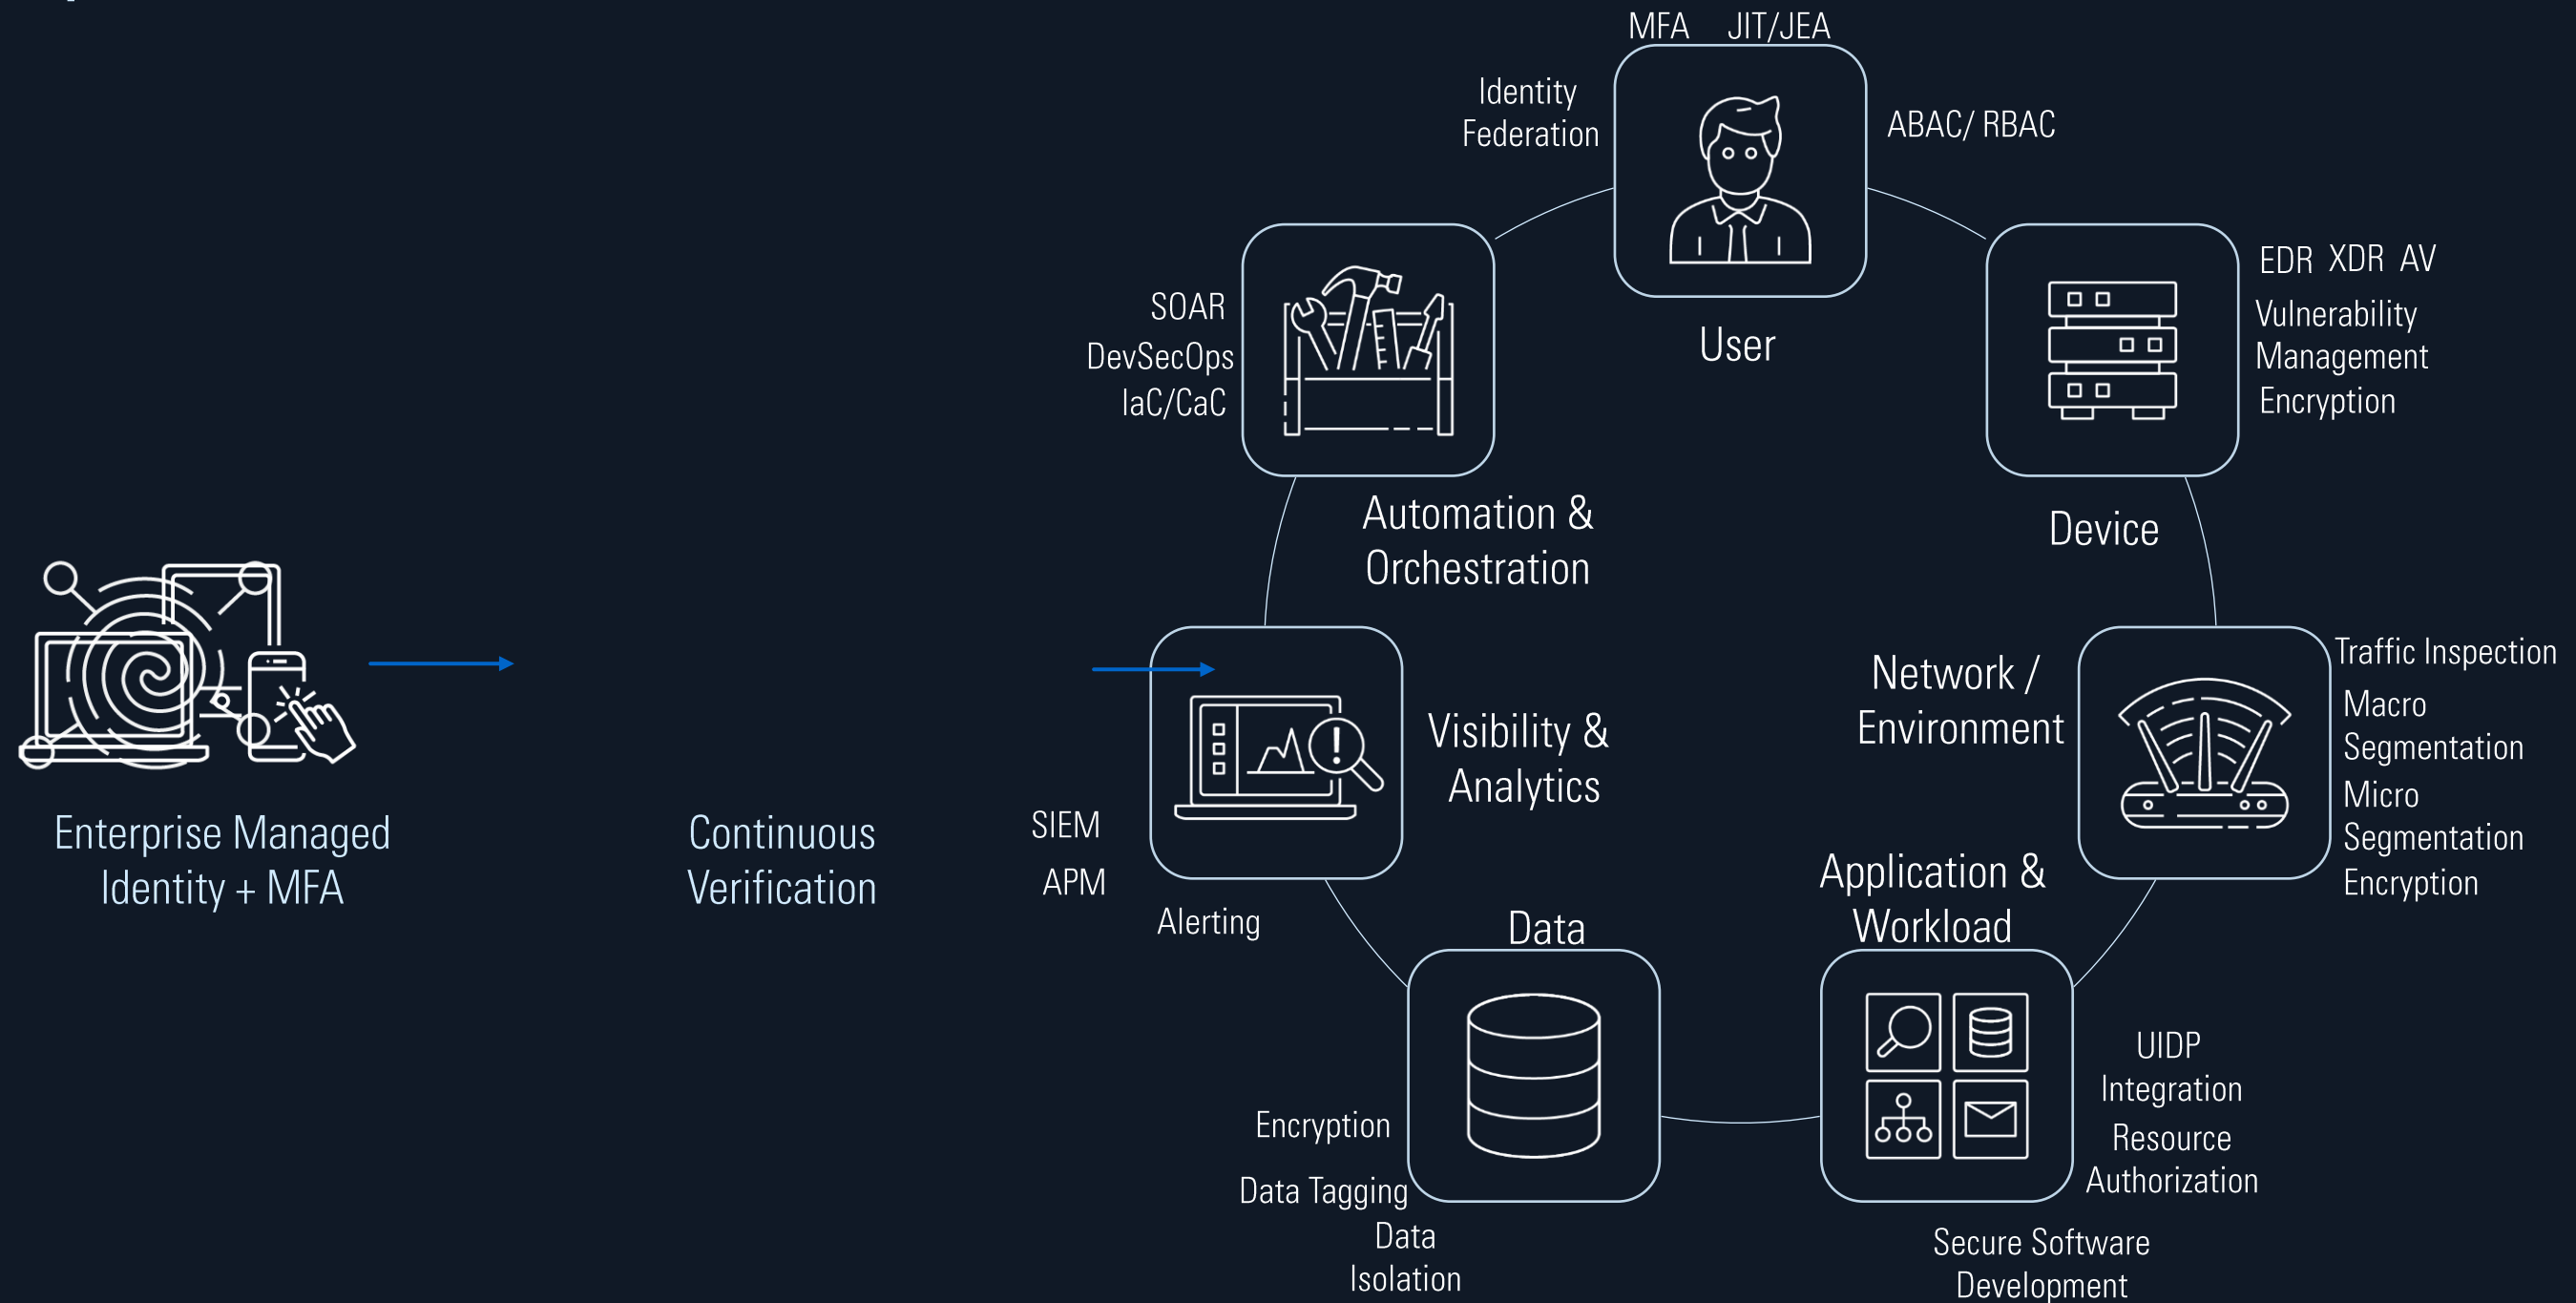 MFA JIT/JEA
Identity
Federation
ABAC/ RBAC
User
EDR XDR AV
Vulnerability
Management
Encryption
Device
SOAR
DevSecOps
IaC/CaC
Automation &
Orchestration
Traffic Inspection
Macro
Segmentation
Micro
Segmentation
Encryption
Network /
Environment
Visibility &
Analytics
SIEM
APM
Alerting
Enterprise Managed
Identity + MFA
Continuous
Verification
Application &
Workload
UIDP
Integration
Resource
Authorization
Secure Software
Development
Data
Encryption
Data Tagging
Data
Isolation